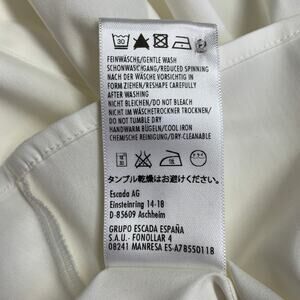 30
FEINWÄSCHE/GENTLE WASH
SCHONWASCHGANG/REDUCED SPINNING
NACH DER WÄSCHE VORSICHTIG IN
FORM ZIEHEN/RESHAPE CAREFULLY
AFTER WASHING
NICHT BLEICHEN/DO NOT BLEACH
NICHT IM WÄSCHETROCKNER TROCKNEN/
DO NOT TUMBLE DRY
HANDWARM BÜGELN/COOL IRON
CHEMISCHE REINIGUNG/DRY-CLEANABLE
タンブル乾燥はお避けください。
Escada AG
Einsteinring 14-18
D-85609 Aschheim
GRUPO ESCADA ESPAÑA
S.A.U.- FONOLLAR 4
08241 MANRESA ES-A78550118